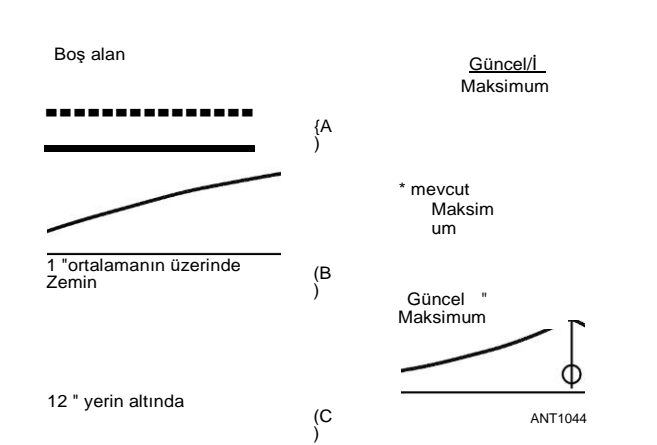 Boş alan
Güncel/İ
Maksimum
{A
)
* mevcut
Maksim
um
1 "ortalamanın üzerinde
Zemin
(B
)
Güncel "
Maksimum
12 " yerin altında
(C
)
ANT1044